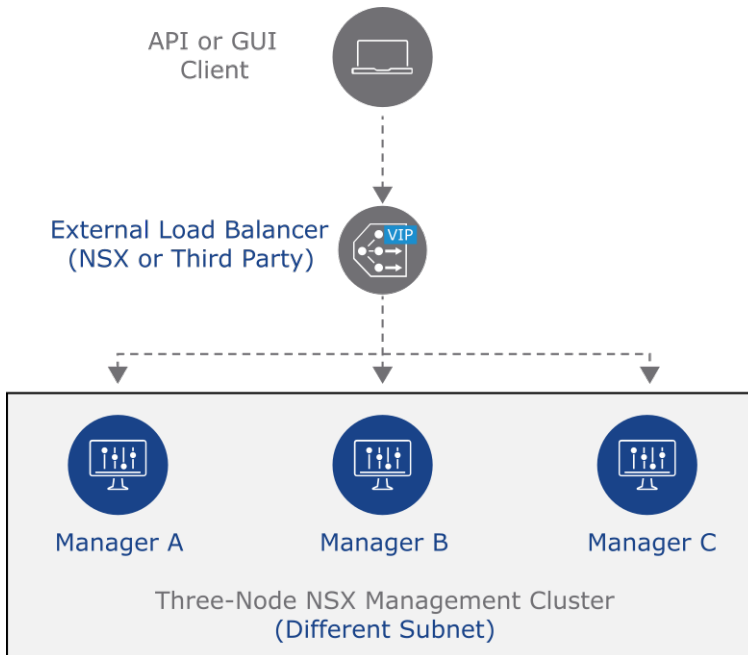 API or GUI
Client
External Load Balancer
(NSX or Third Party)
VIP
Manager A
Manager B
Manager C
Three-Node NSX Management Cluster
(Different Subnet)